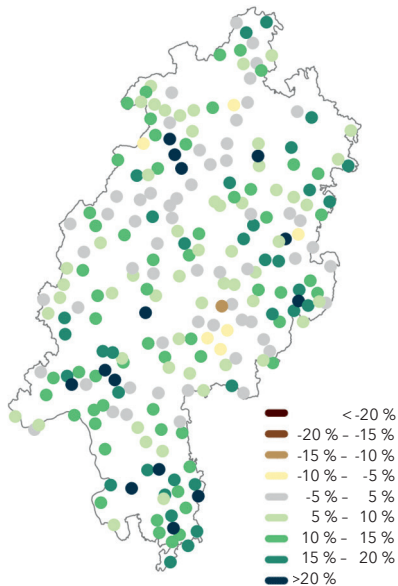 < -20 %
-20 % – -15 %
-15 % – -10 %
-10 % – -5 %
-5 % – 5 %
5 % – 10 %
10 % – 15 %
15 % – 20 %
>20 %